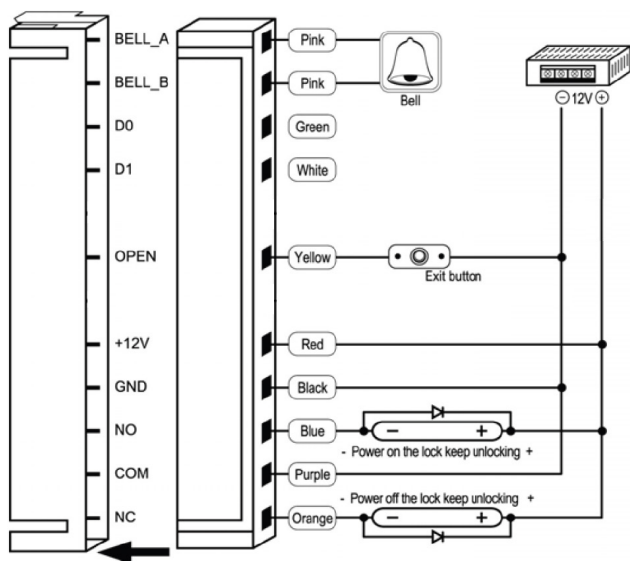 BELL_A
Pink
BELL_B
Pink
Bell
⊖ 12V ⊕
D0
Green
D1
White
OPEN
Yellow
Exit button
+12V
Red
GND
Black
NO
Blue
− +
- Power on the lock keep unlocking +
COM
Purple
- Power off the lock keep unlocking +
NC
Orange
− +